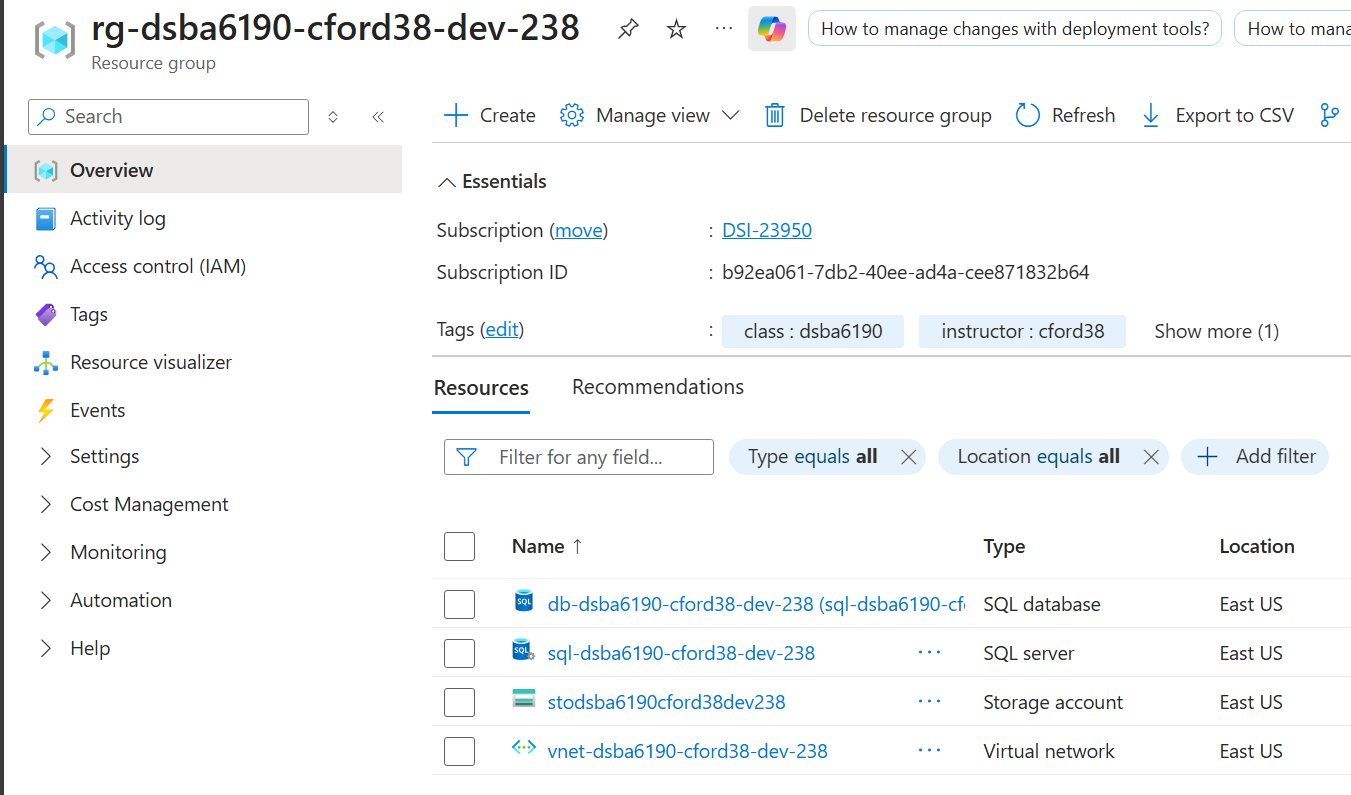 rg-dsba6190-cford38-dev-238
Resource group
How to manage changes with deployment tools?
How to mana
Search
Create
Manage view
Delete resource group
Refresh
Export to CSV
Overview
Activity log
Access control (IAM)
Tags
Resource visualizer
Events
Settings
Cost Management
Monitoring
Automation
Help
Essentials
Subscription (move) : DSI-23950
Subscription ID : b92ea061-7db2-40ee-ad4a-cee871832b64
Tags (edit) : class : dsba6190 instructor : cford38 Show more (1)
Resources Recommendations
Filter for any field... Type equals all Location equals all Add filter
Name ↑ Type Location
SQL db-dsba6190-cford38-dev-238 (sql-dsba6190-cf SQL database East US
SQL sql-dsba6190-cford38-dev-238 ... SQL server East US
stodsba6190cford38dev238 ... Storage account East US
vnet-dsba6190-cford38-dev-238 ... Virtual network East US